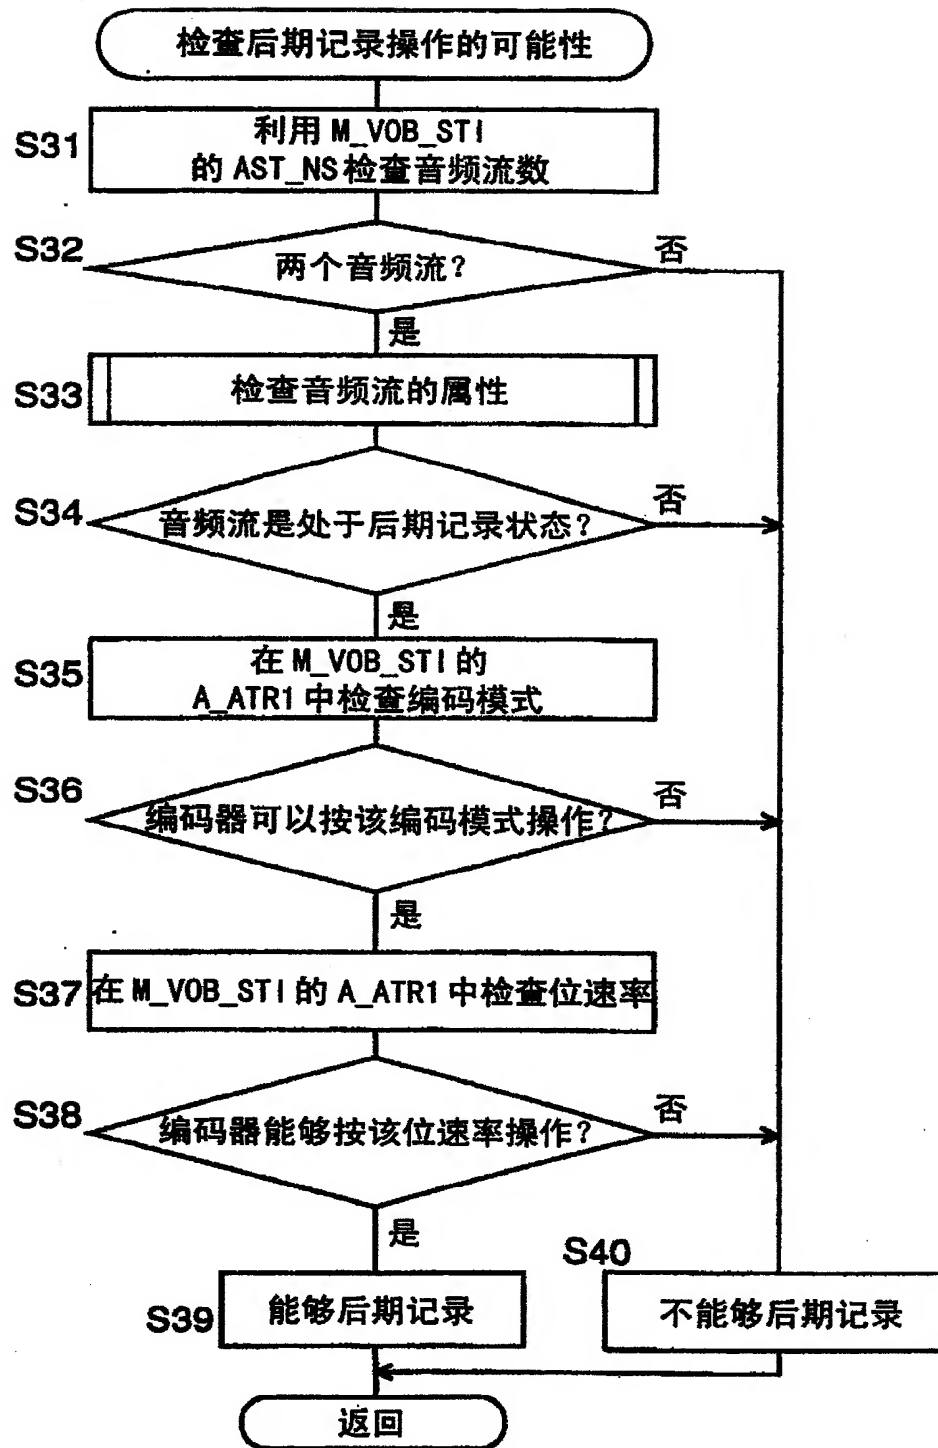 检查后期记录操作的可能性
S31
利用 M_VOB_STI
的 AST_NS 检查音频流数
S32
两个音频流?
否
是
S33
检查音频流的属性
S34
音频流是处于后期记录状态?
否
是
S35
在 M_VOB_STI 的
A_ATR1 中检查编码模式
S36
编码器可以按该编码模式操作?
否
是
S37
在 M_VOB_STI 的 A_ATR1 中检查位速率
S38
编码器能够按该位速率操作?
否
是
S39
能够后期记录
S40
不能够后期记录
返回